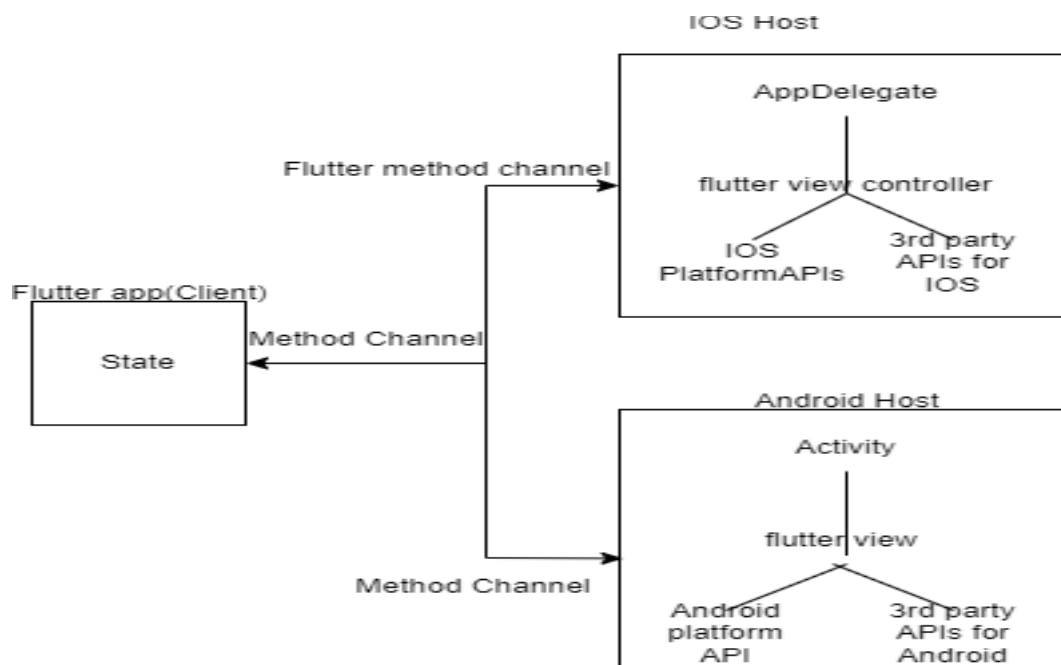 IOS Host
AppDelegate
Flutter method channel
flutter view controller
IOS
PlatformAPIs
3rd party
APIs for
IOS
Flutter app(Client)
State
Method Channel
Android Host
Activity
flutter view
Method Channel
Android
platform
API
3rd party
APIs for
Android